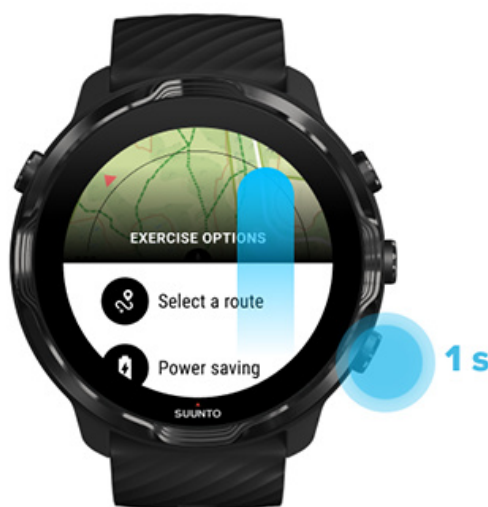 EXERCISE OPTIONS
Select a route
Power saving
1 s
SUUNTO